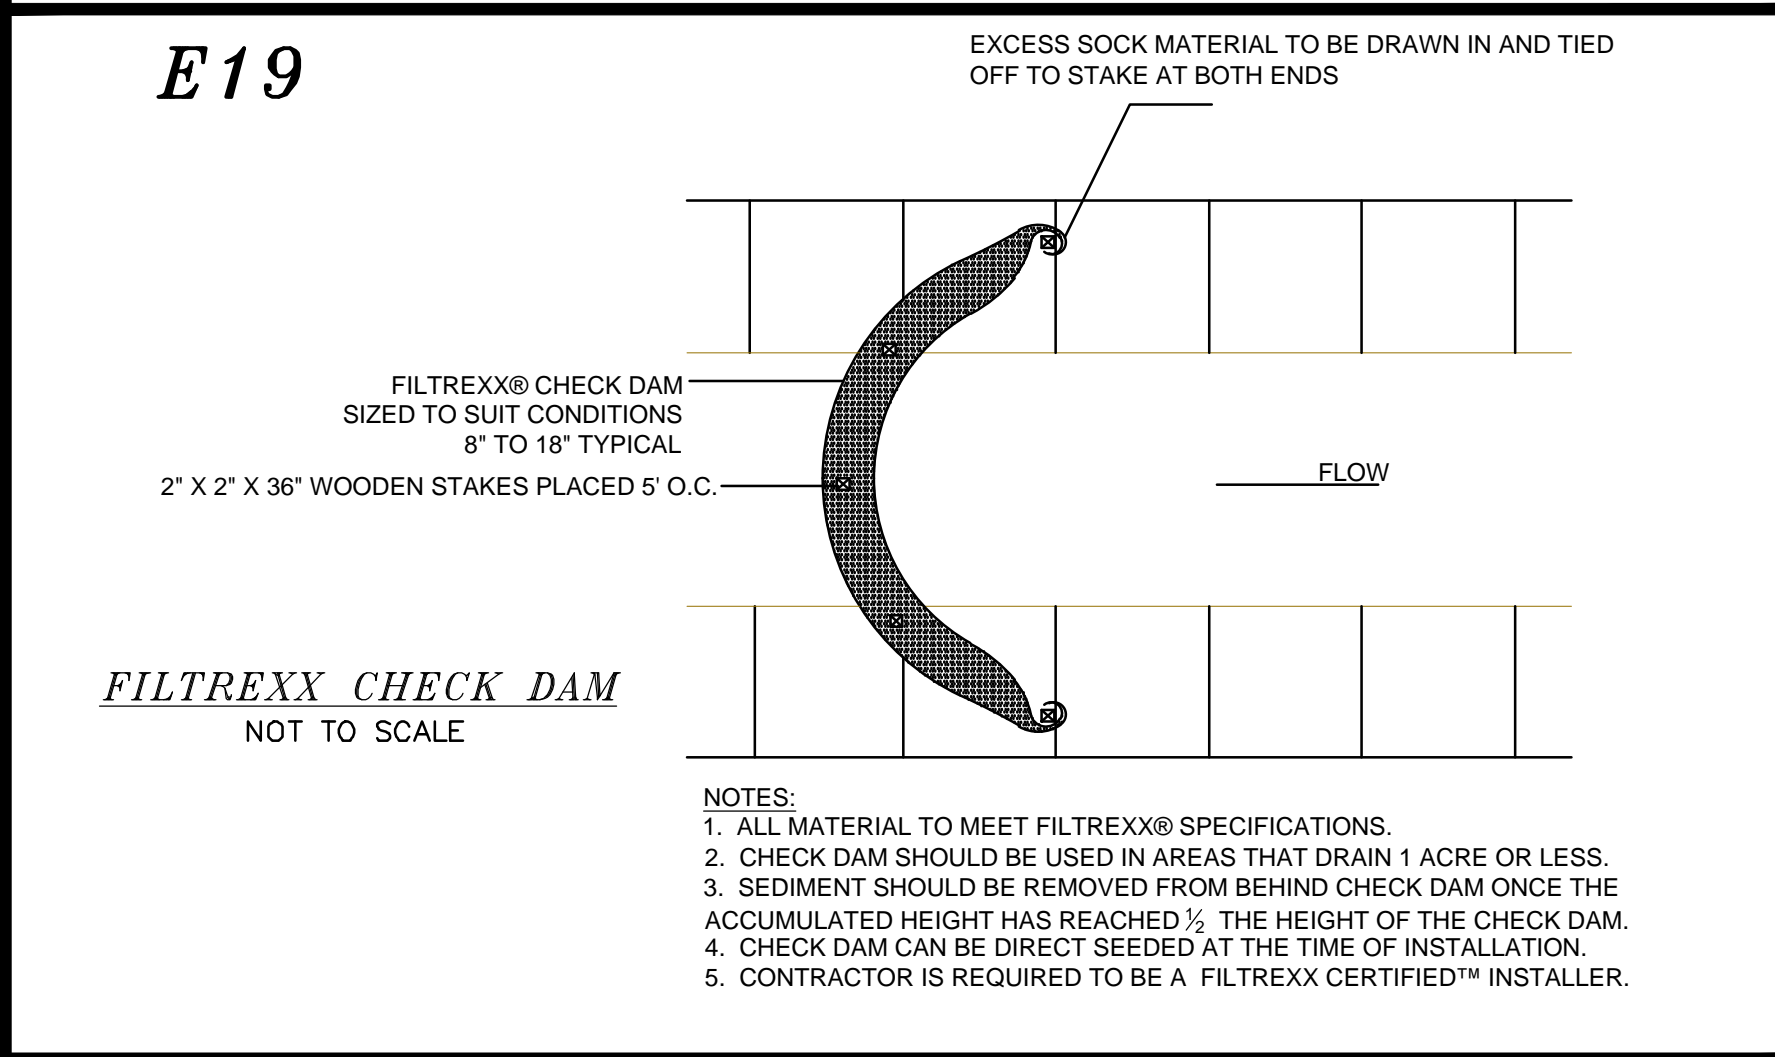 E19
EXCESS SOCK MATERIAL TO BE DRAWN IN AND TIED
OFF TO STAKE AT BOTH ENDS
FILTREXX® CHECK DAM
SIZED TO SUIT CONDITIONS
8" TO 18" TYPICAL
2" X 2" X 36" WOODEN STAKES PLACED 5' O.C.
FLOW
FILTREXX CHECK DAM
NOT TO SCALE
NOTES:
1. ALL MATERIAL TO MEET FILTREXX® SPECIFICATIONS.
2. CHECK DAM SHOULD BE USED IN AREAS THAT DRAIN 1 ACRE OR LESS.
3. SEDIMENT SHOULD BE REMOVED FROM BEHIND CHECK DAM ONCE THE
ACCUMULATED HEIGHT HAS REACHED ½ THE HEIGHT OF THE CHECK DAM.
4. CHECK DAM CAN BE DIRECT SEEDED AT THE TIME OF INSTALLATION.
5. CONTRACTOR IS REQUIRED TO BE A FILTREXX CERTIFIED™ INSTALLER.